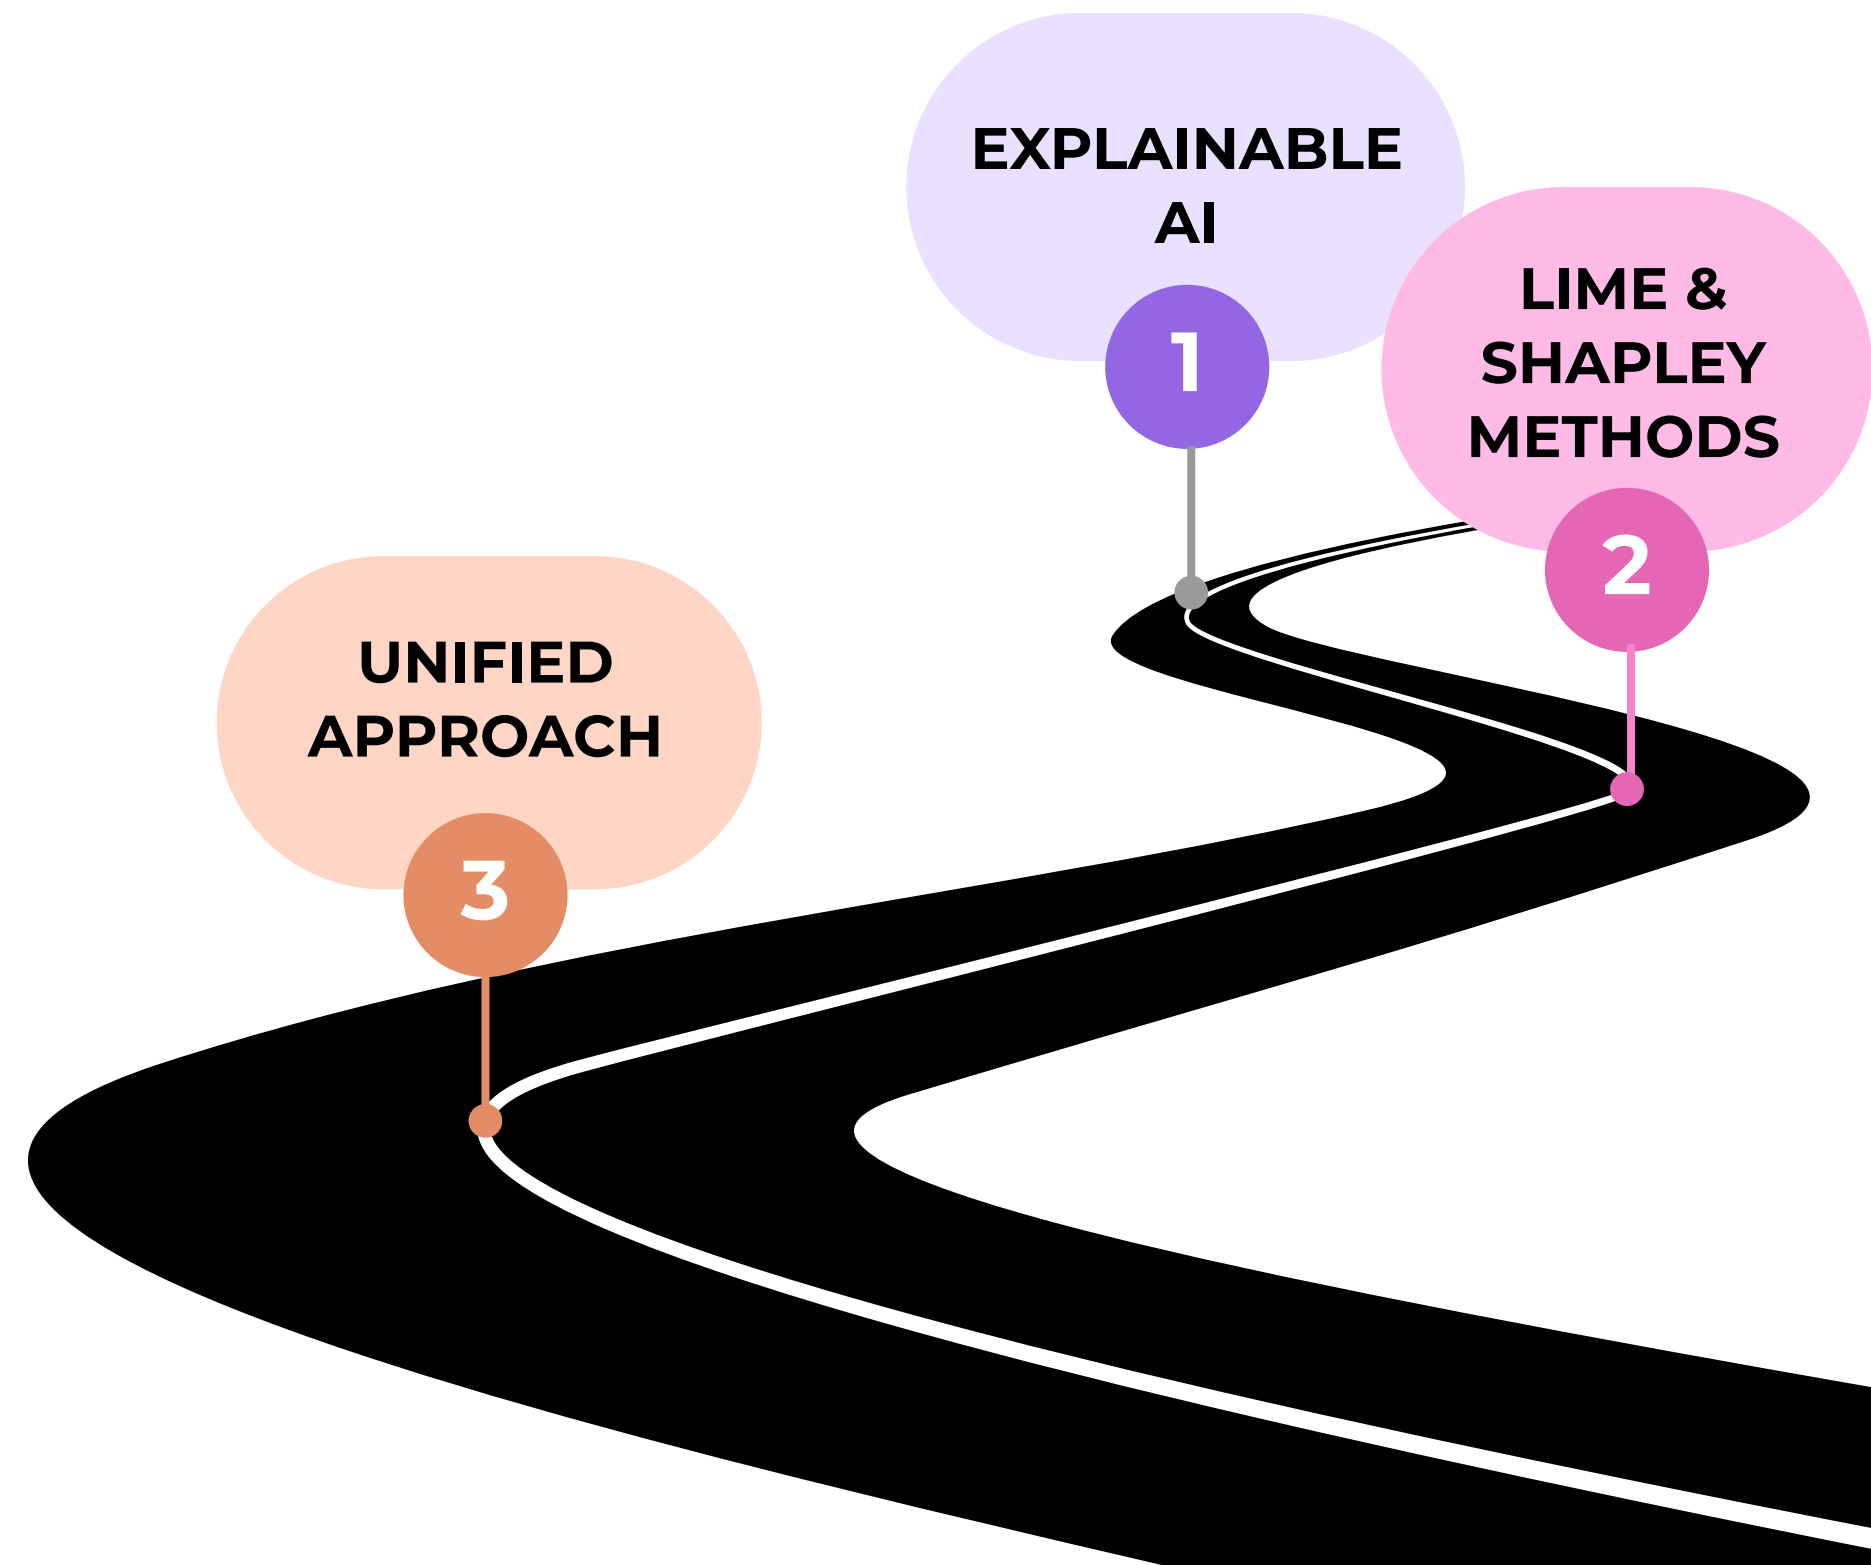 EXPLAINABLE
AI
1
LIME &
SHAPLEY
METHODS
2
UNIFIED
APPROACH
3